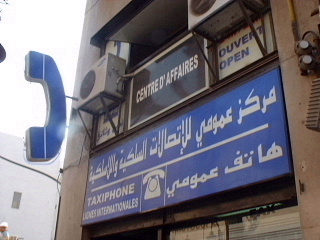 OUVERT
OPEN
CENTRE D'AFFAIRES
مركز عمومي للإتصالات السلكية واللاسلكية
TAXIPHONE
LIGNES INTERNATIONALES
هاتف عمومي